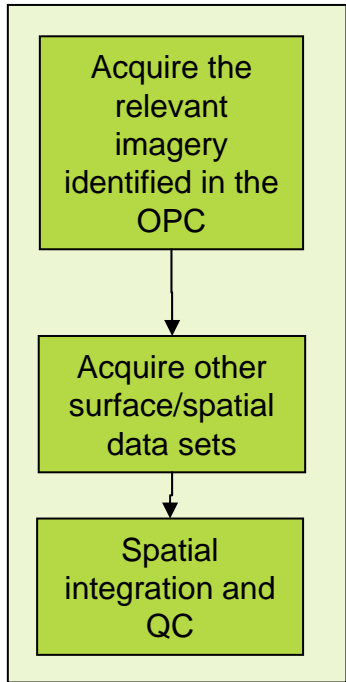 Acquire the
relevant
imagery
identified in the
OPC
Acquire other
surface/spatial
data sets
Spatial
integration and
QC